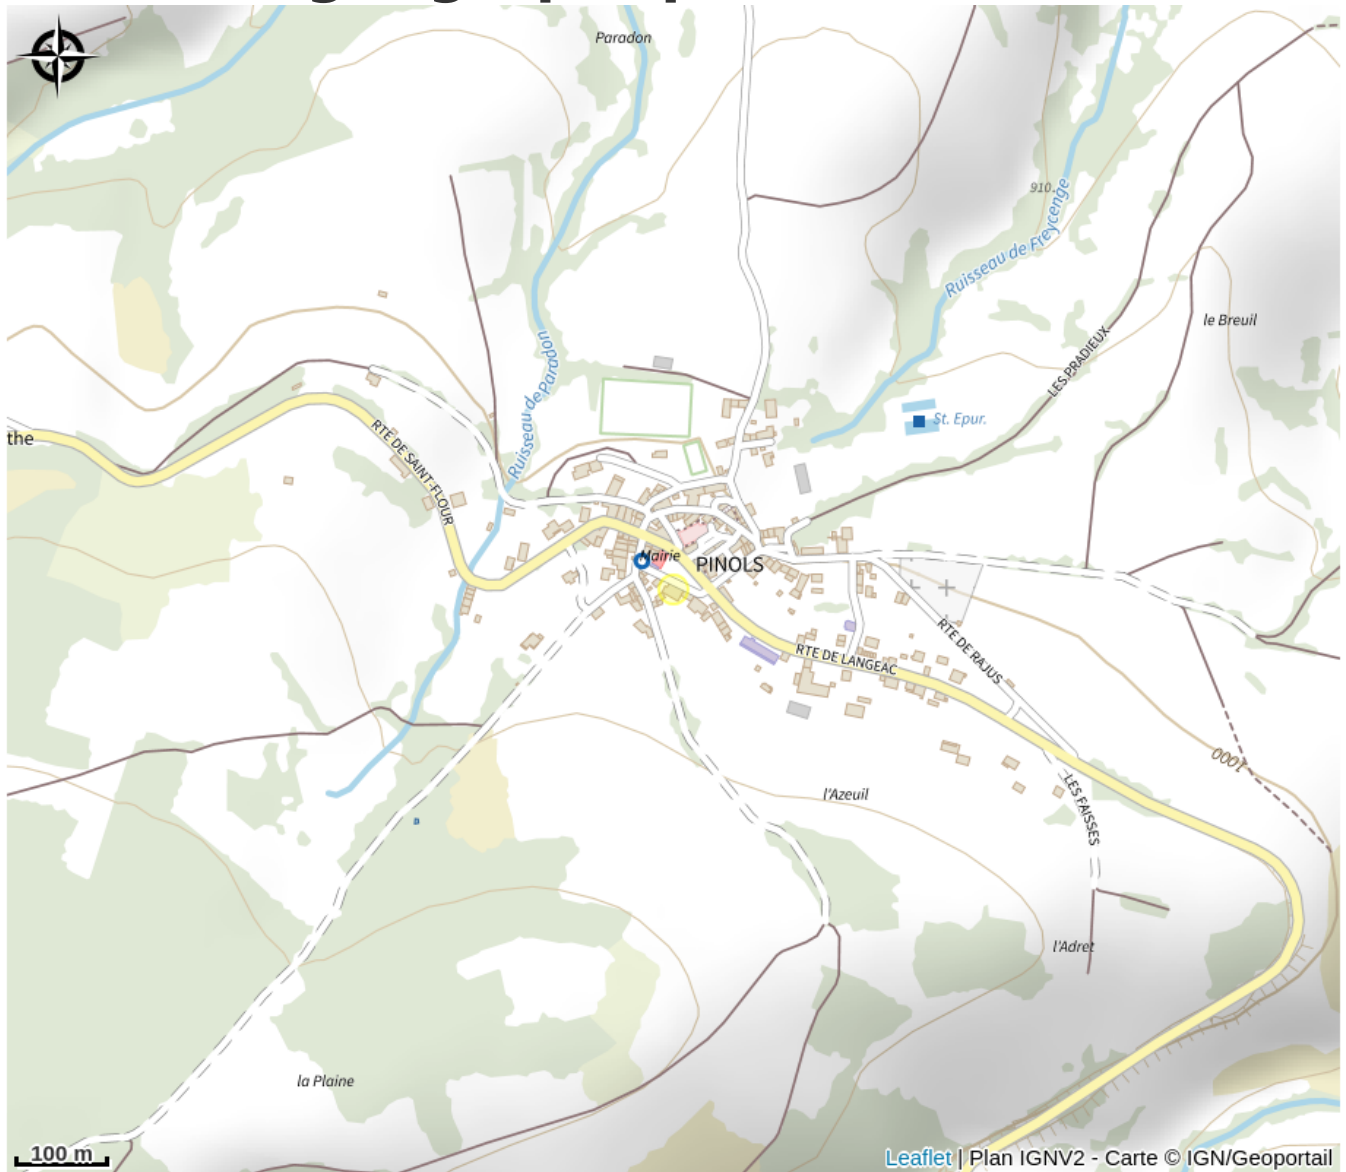 Paradon
910
Ruisseau de Freycenge
le Breuil
Ruisseau de Paradon
LES PRADIEUX
St. Epur.
the
RTE DE SAINT-FLOUR
Mairie
PINOLS
RTE DE RAJUS
RTE DE LANGEAC
1000
l'Azeuil
LES FAISSES
l'Adret
la Plaine
100 m
Leaflet | Plan IGNV2 - Carte © IGN/Geoportail